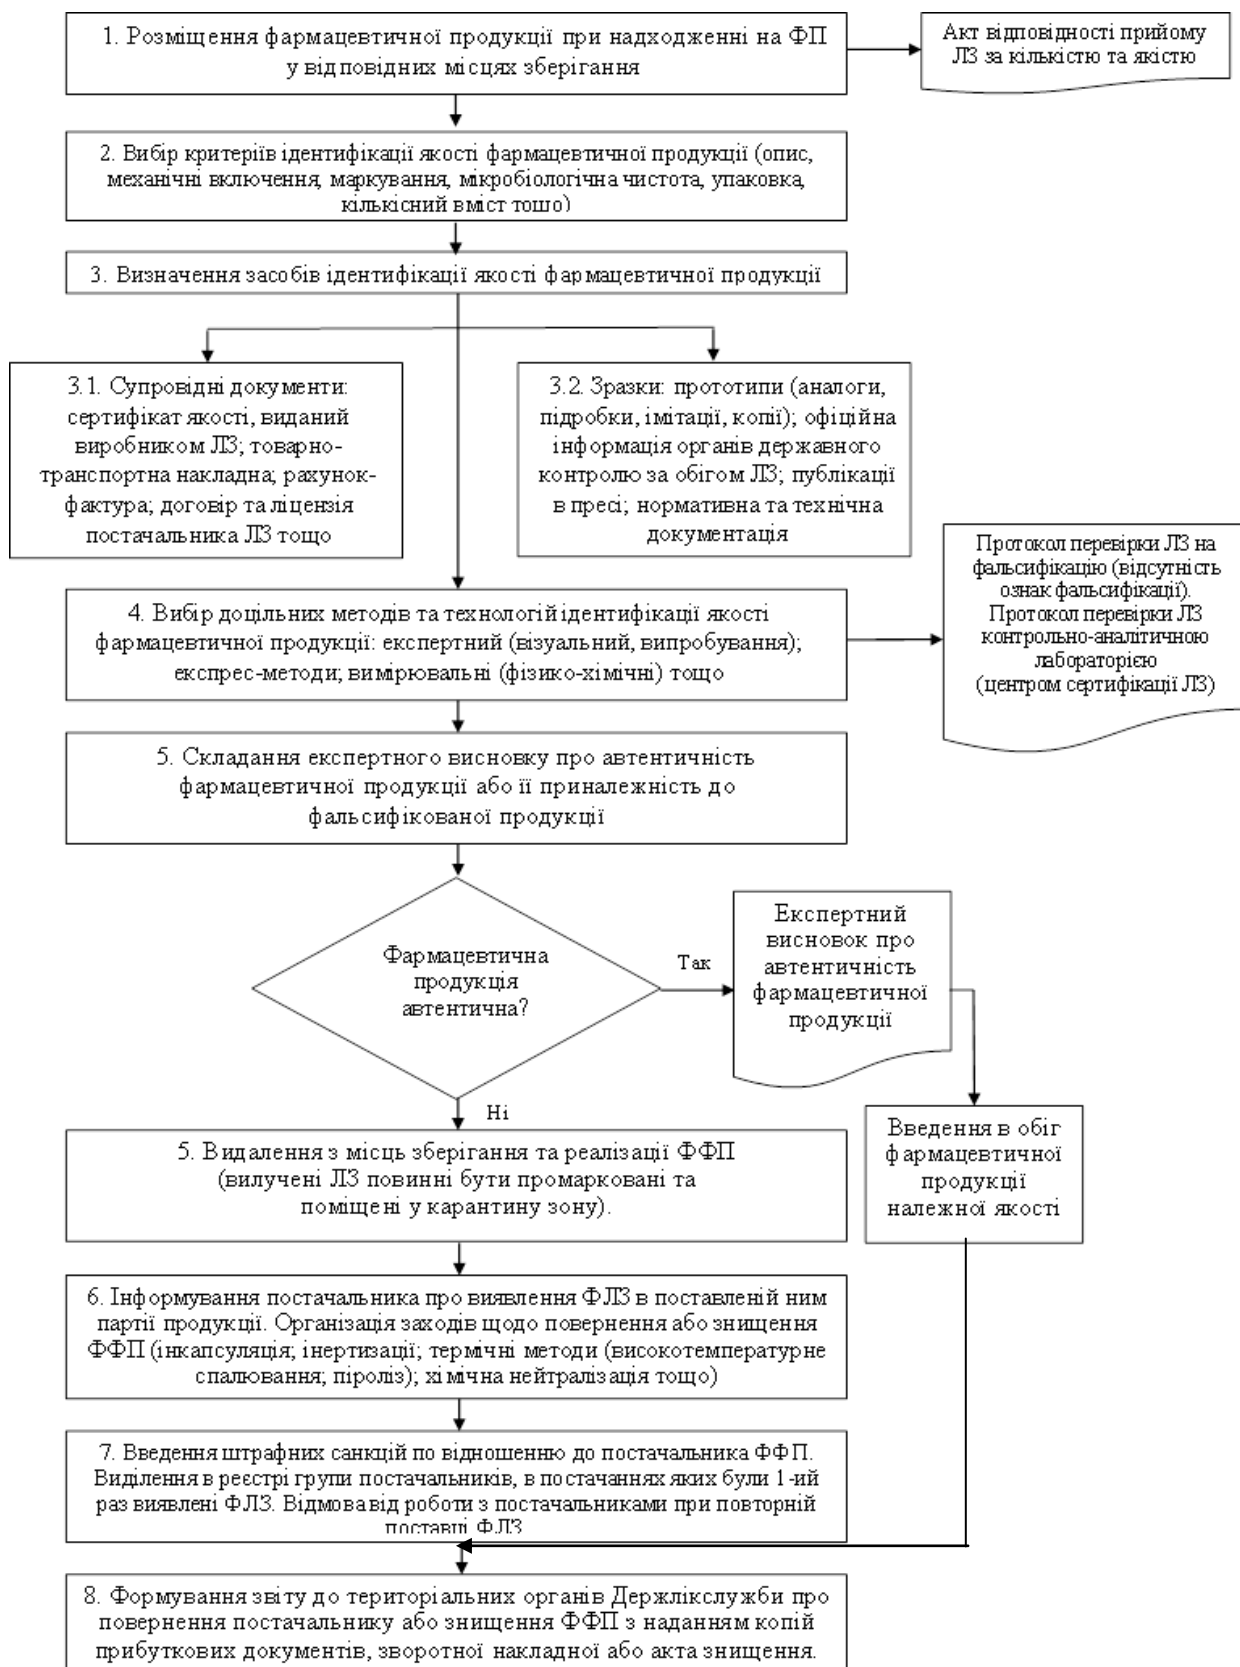 1. Розміщення фармацевтичної продукції при надходженні на ФП
у відповідних місцях зберігання
Акт відповідності прийому
ЛЗ за кількістю та якістю
2. Вибір критеріїв ідентифікації якості фармацевтичної продукції (опис,
механічні включення, маркування, мікробіологічна чистота, упаковка,
кількісний вміст тощо)
3. Визначення засобів ідентифікації якості фармацевтичної продукції
3.1. Супровідні документи:
сертифікат якості, виданий
виробником ЛЗ; товарно-
транспортна накладна; рахунок-
фактура; договір та ліцензія
постачальника ЛЗ тощо
3.2. Зразки: прототипи (аналоги,
підробки, імітації, копії); офіційна
інформація органів державного
контролю за обігом ЛЗ; публікації
в пресі; нормативна та технічна
документація
Протокол перевірки ЛЗ на
фальсифікацію (відсутність
ознак фальсифікації).
Протокол перевірки ЛЗ
контрольно-аналітичною
лабораторією
(центром сертифікації ЛЗ)
4. Вибір доцільних методів та технологій ідентифікації якості
фармацевтичної продукції: експертний (візуальний, випробування);
експрес-методи; вимірювальні (фізико-хімічні) тощо
5. Складання експертного висновку про автентичність
фармацевтичної продукції або її приналежність до
фальсифікованої продукції
Фармацевтична
продукція
автентична?
Так
Експертний
висновок про
автентичність
фармацевтичної
продукції
Ні
Введення в обіг
фармацевтичної
продукції
належної якості
5. Видалення з місць зберігання та реалізації ФФП
(вилучені ЛЗ повинні бути промарковані та
поміщені у карантину зону).
6. Інформування постачальника про виявлення ФЛЗ в поставленій ним
партії продукції. Організація заходів щодо повернення або знищення
ФФП (інкапсуляція; інертизації; термічні методи (високотемпературне
спалювання; піроліз); хімічна нейтралізація тощо)
7. Введення штрафних санкцій по відношенню до постачальника ФФП.
Виділення в реєстрі групи постачальників, в постачаннях яких були 1-ий
раз виявлені ФЛЗ. Відмова від роботи з постачальниками при повторній
поставці ФЛЗ
8. Формування звіту до територіальних органів Держлікслужби про
повернення постачальнику або знищення ФФП з наданням копій
прибуткових документів, зворотної накладної або акта знищення.